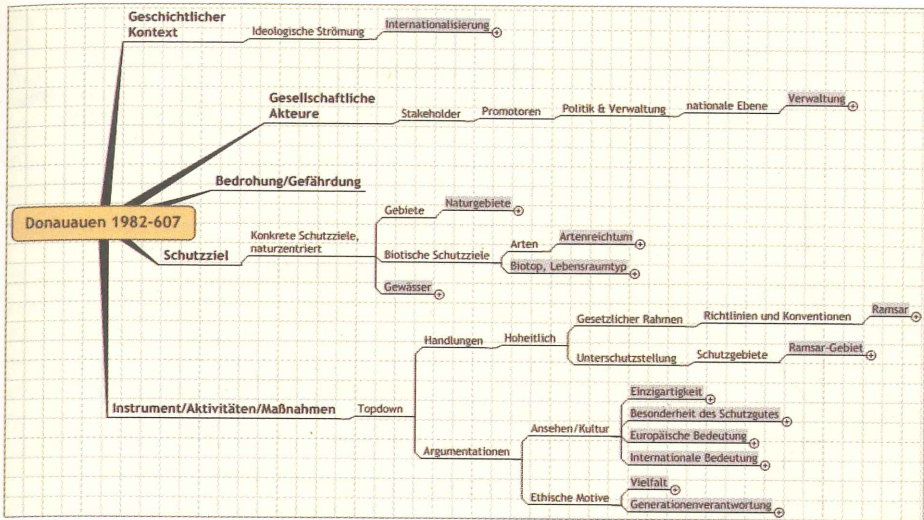 Geschichtlicher
Kontext
Ideologische Strömung
Internationalisierung
Gesellschaftliche
Akteure
Stakeholder
Promotoren
Politik & Verwaltung
nationale Ebene
Verwaltung
Bedrohung/Gefährdung
Donauauen 1982-607
Schutzziel
Konkrete Schutzziele,
naturzentriert
Gebiete
Naturgebiete
Biotische Schutzziele
Arten
Artenreichtum
Biotop, Lebensraumtyp
Gewässer
Instrument/Aktivitäten/Maßnahmen
Topdown
Handlungen
Hoheitlich
Gesetzlicher Rahmen
Richtlinien und Konventionen
Ramsar
Unterschutzstellung
Schutzgebiete
Ramsar-Gebiet
Argumentationen
Ansehen/Kultur
Einzigartigkeit
Besonderheit des Schutzgutes
Europäische Bedeutung
Internationale Bedeutung
Ethische Motive
Vielfalt
Generationenverantwortung